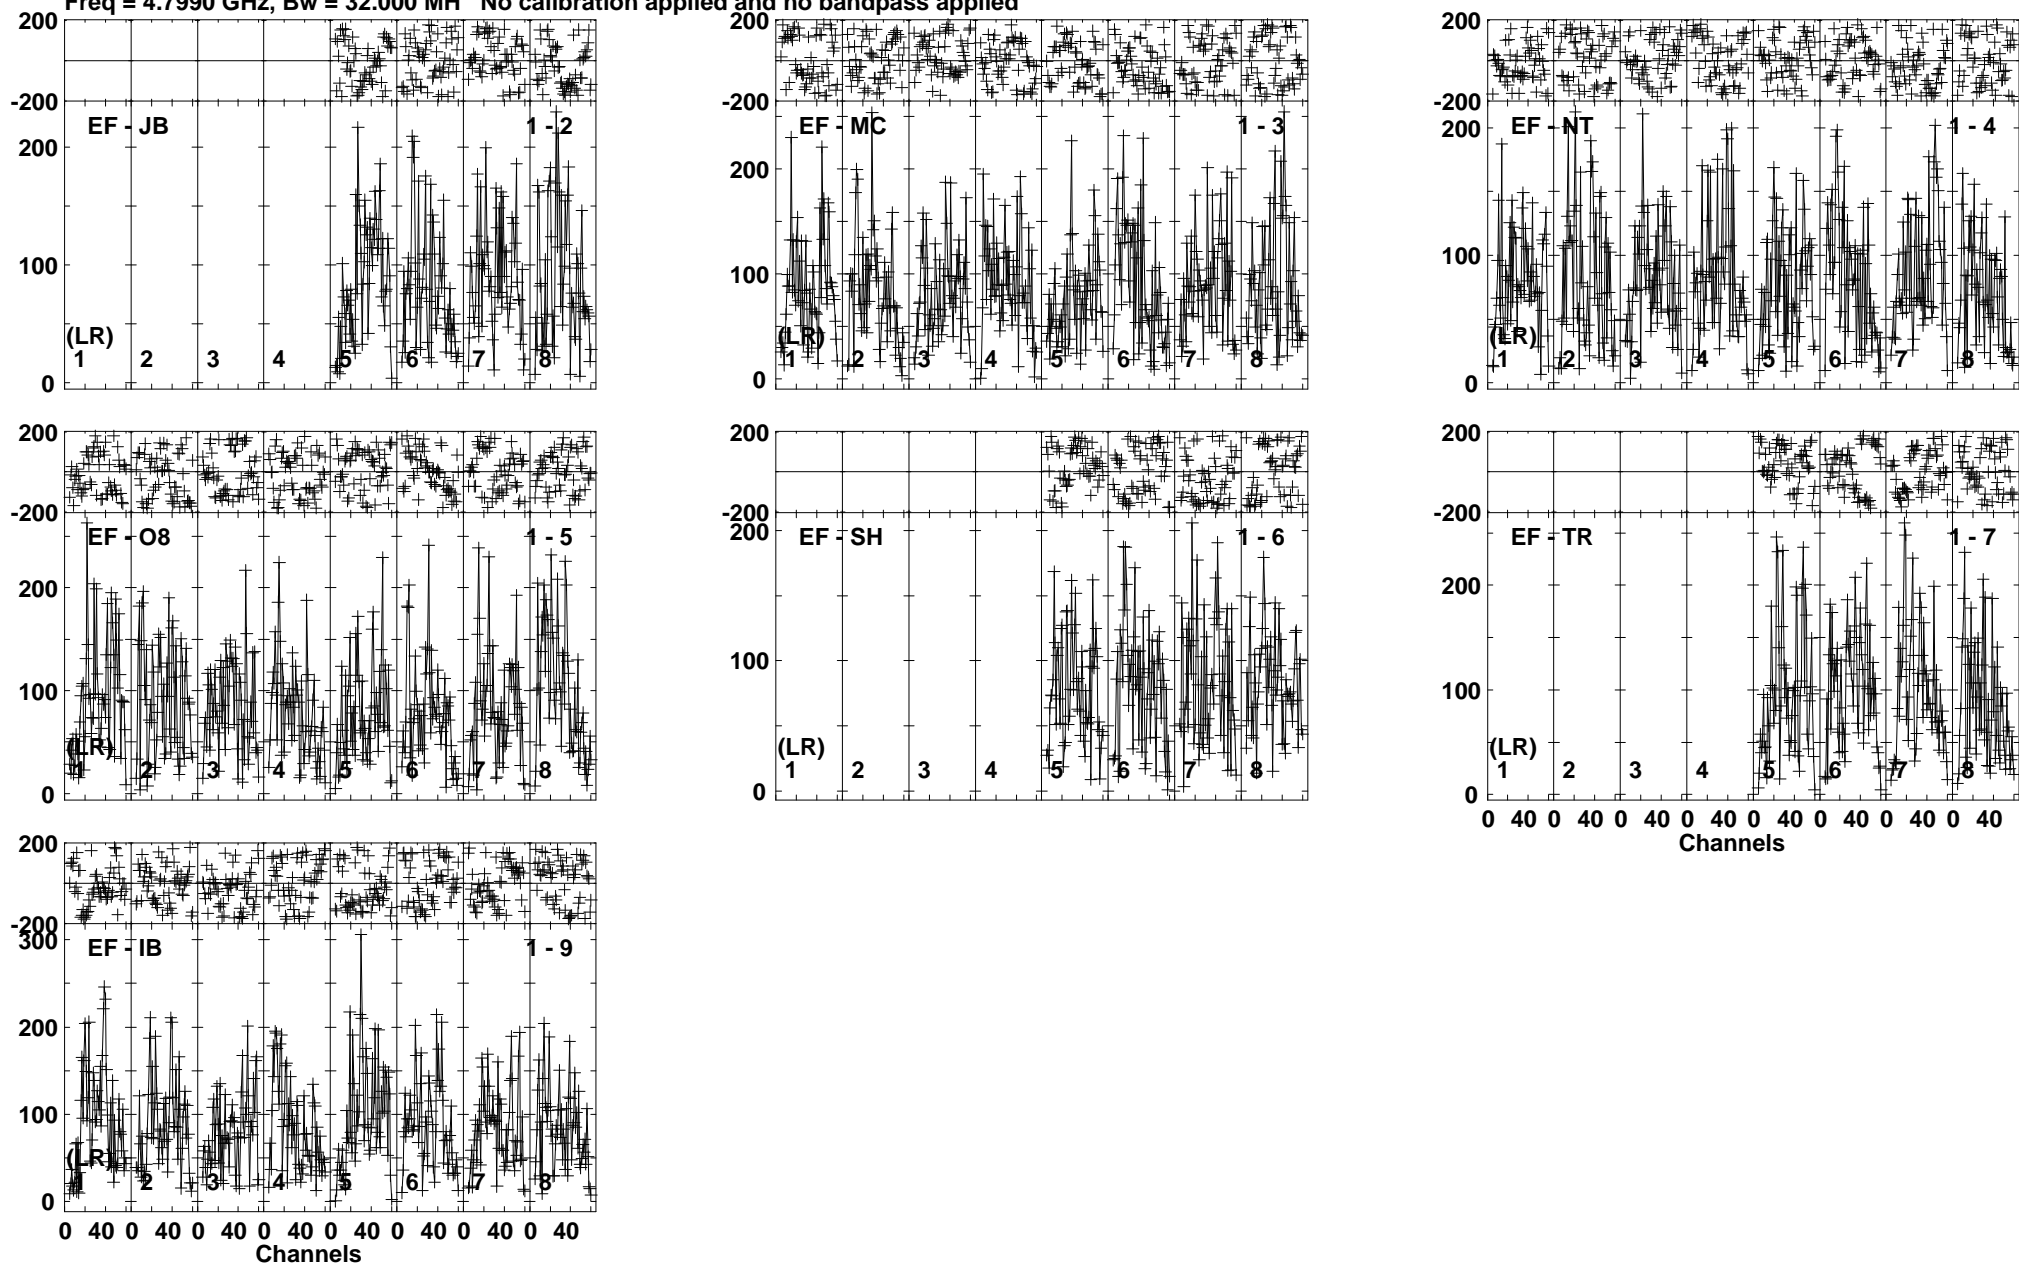 Freq = 4.7990 GHz, Bw = 32.000 MH No calibration applied and no bandpass applied
200
-200
EF - JB 1 - 2
200
100
(LR)
1 2 3 4 5 6 7 8
0
200
-200
EF - MC 1 - 3
200
100
(LR)
1 2 3 4 5 6 7 8
0
200
-200
EF - NT 1 - 4
200
100
(LR)
1 2 3 4 5 6 7 8
0
200
-200
EF - O8 1 - 5
200
100
(LR)
1 2 3 4 5 6 7 8
0
200
-200
EF - SH 1 - 6
200
100
(LR)
1 2 3 4 5 6 7 8
0
200
-200
EF - TR 1 - 7
200
100
(LR)
1 2 3 4 5 6 7 8
0
0 40 0 40 0 40 0 40 0 40 0 40 0 40 0 40
Channels
200
-200
300
EF - IB 1 - 9
200
100
(LR)
1 2 3 4 5 6 7 8
0
0 40 0 40 0 40 0 40 0 40 0 40 0 40 0 40
Channels